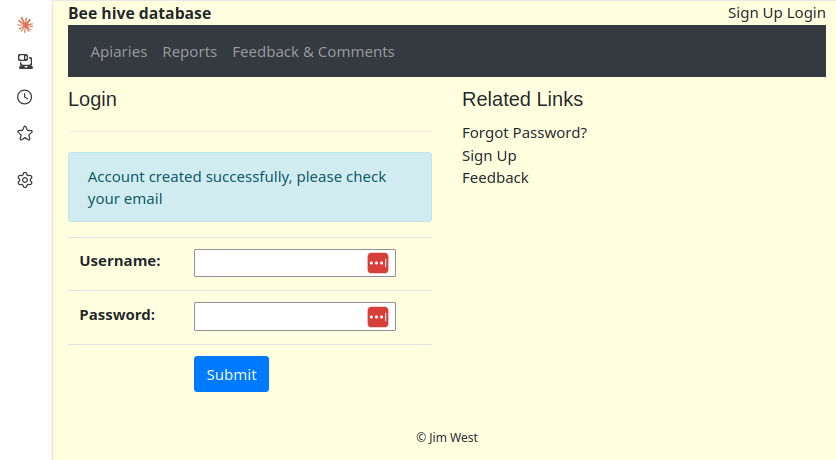 Bee hive database
Sign Up Login
Apiaries Reports Feedback & Comments
Login
Account created successfully, please check
your email
Username:
Password:
Submit
Related Links
Forgot Password?
Sign Up
Feedback
© Jim West